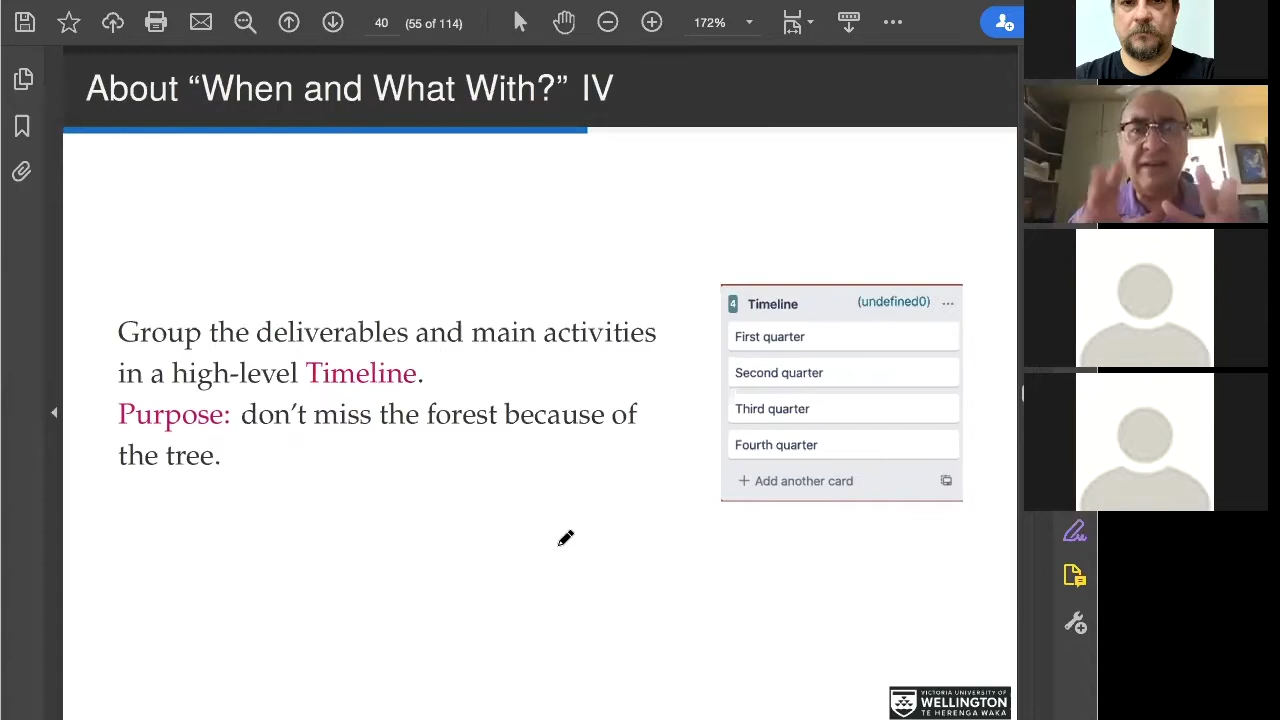 40
(55 of 114)
172%
About “When and What With?” IV
Group the deliverables and main activities
in a high-level Timeline.
Purpose: don’t miss the forest because of
the tree.
4 Timeline (undefined0) ...
First quarter
Second quarter
Third quarter
Fourth quarter
+ Add another card
VICTORIA UNIVERSITY OF
WELLINGTON
TE HERENGA WAKA